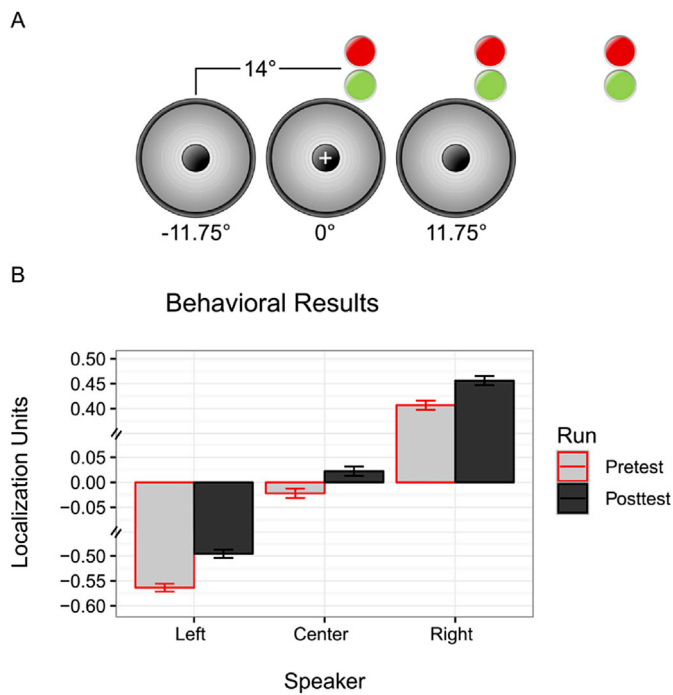 A
14°
-11.75°
0°
11.75°
B
Behavioral Results
Localization Units
0.50
0.45
0.40
0.05
0.00
−0.05
−0.50
−0.55
−0.60
Left
Center
Right
Speaker
Run
Pretest
Posttest